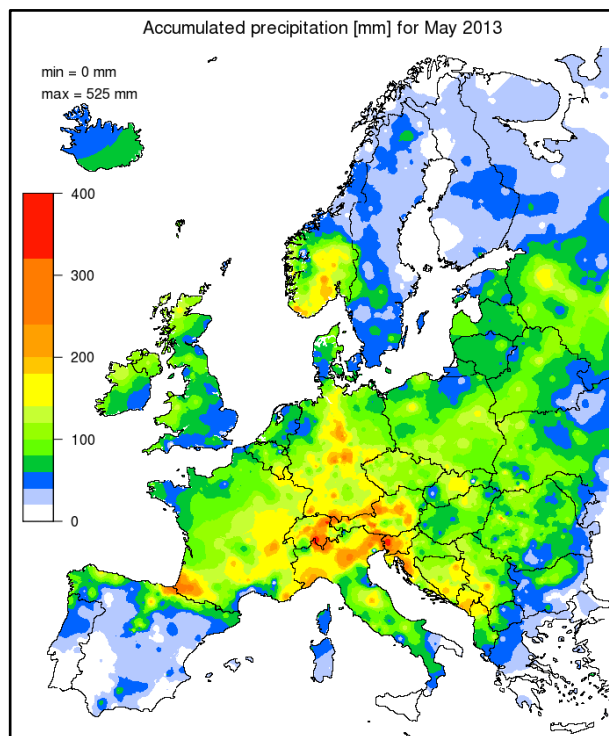 Accumulated precipitation [mm] for May 2013
min = 0 mm
max = 525 mm
400
300
200
100
0